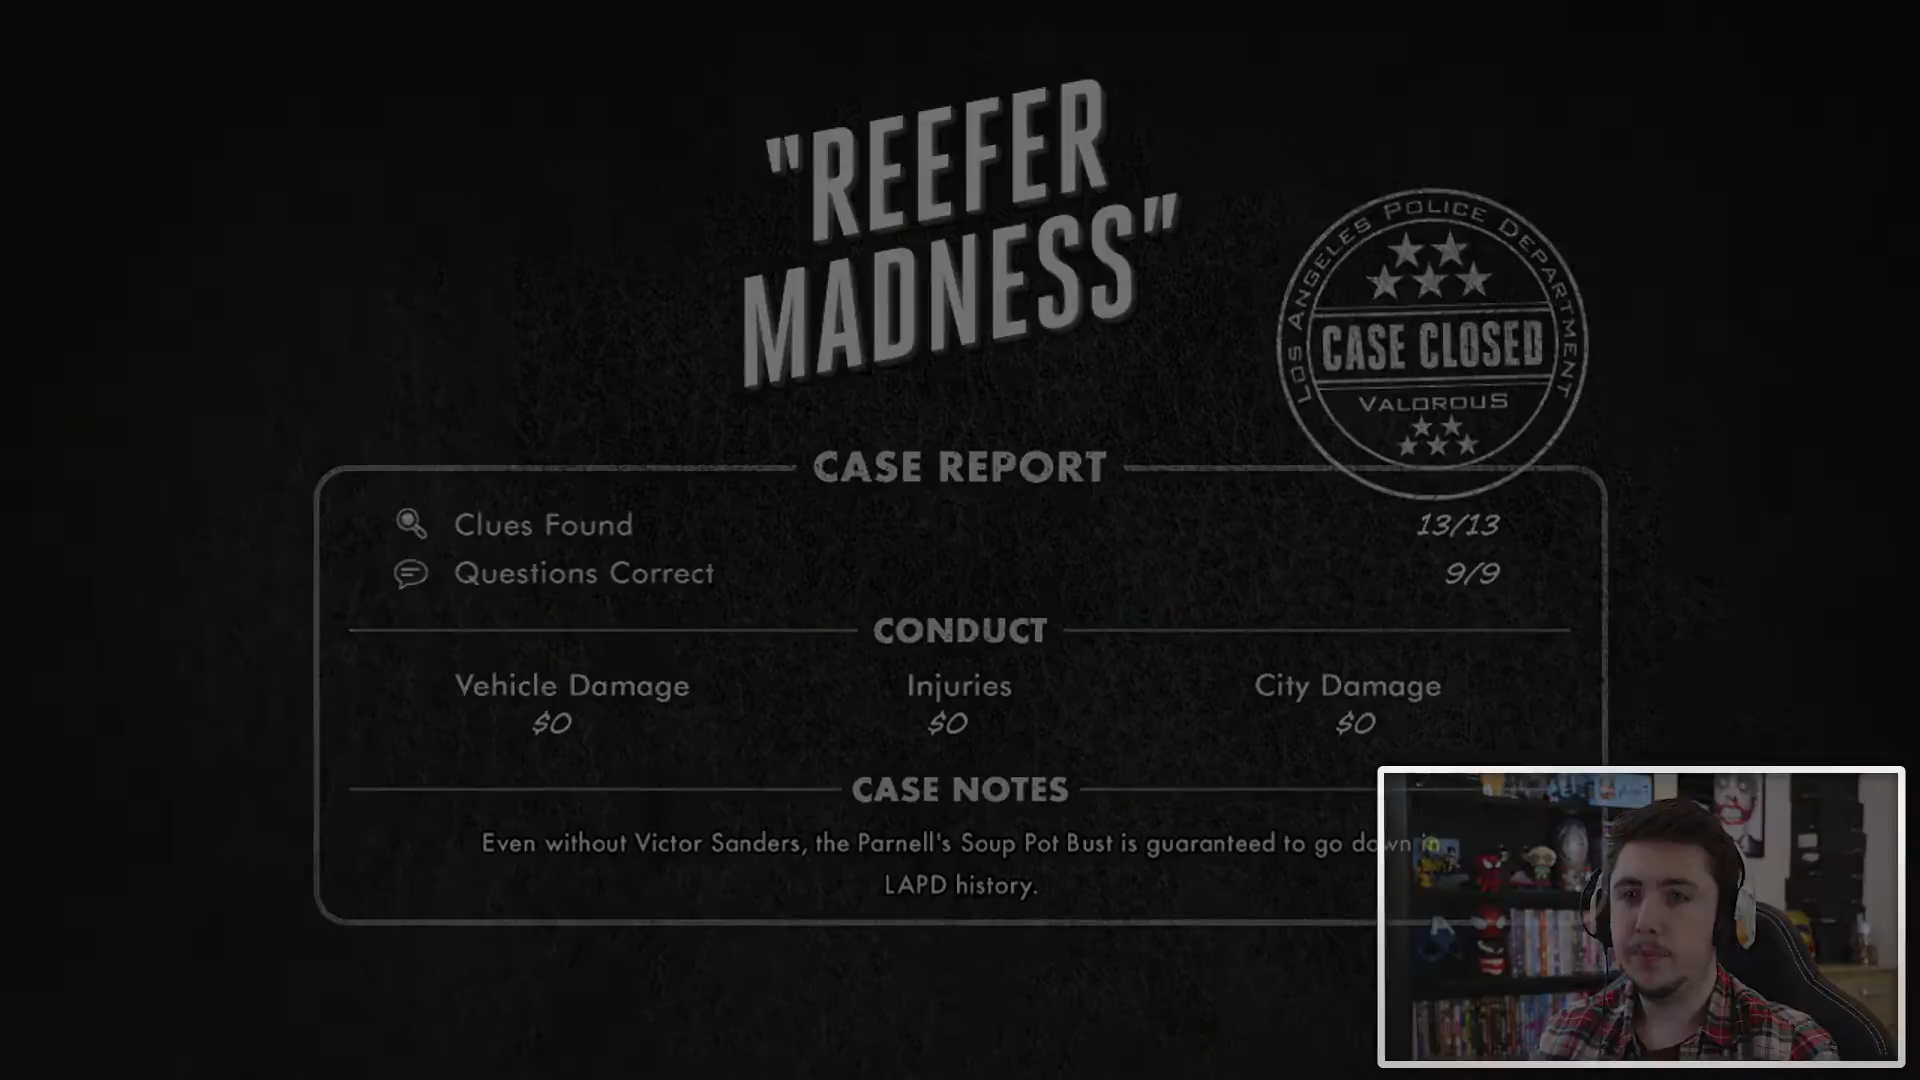 "REEFER
MADNESS"
LOS ANGELES POLICE DEPARTMENT
CASE CLOSED
VALOROUS
CASE REPORT
Clues Found 13/13
Questions Correct 9/9
CONDUCT
Vehicle Damage Injuries City Damage
$0 $0 $0
CASE NOTES
Even without Victor Sanders, the Parnell's Soup Pot Bust is guaranteed to go down in
LAPD history.